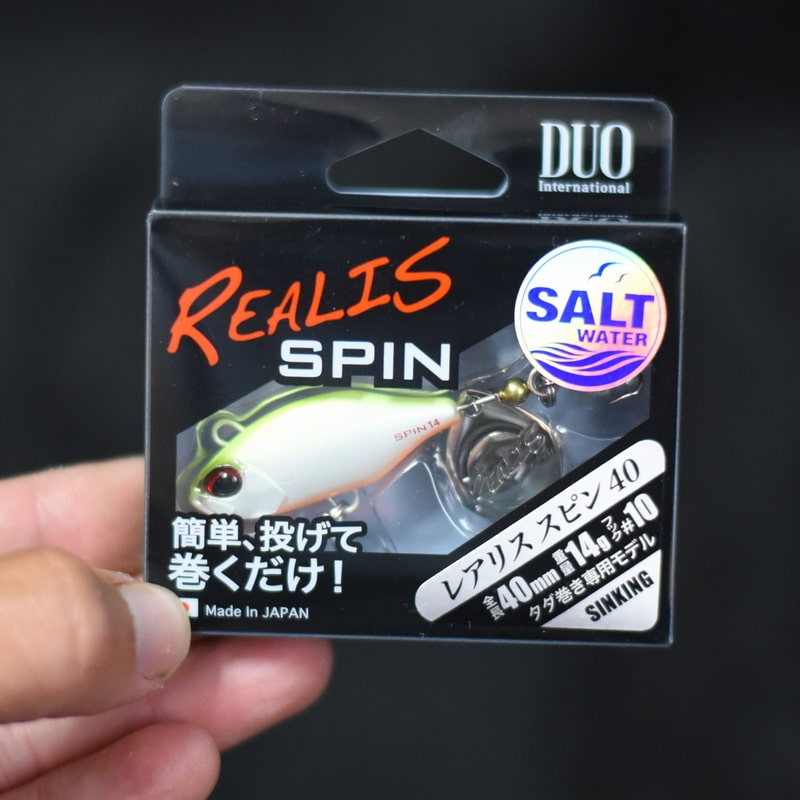 DUO
International
REALIS
SPIN
SALT
WATER
SPIN 14
REALIS
レアリス スピン 40
全長40mm 重量14g フック#10
タダ巻き専用モデル
SINKING
簡単、投げて
巻くだけ!
Made In JAPAN